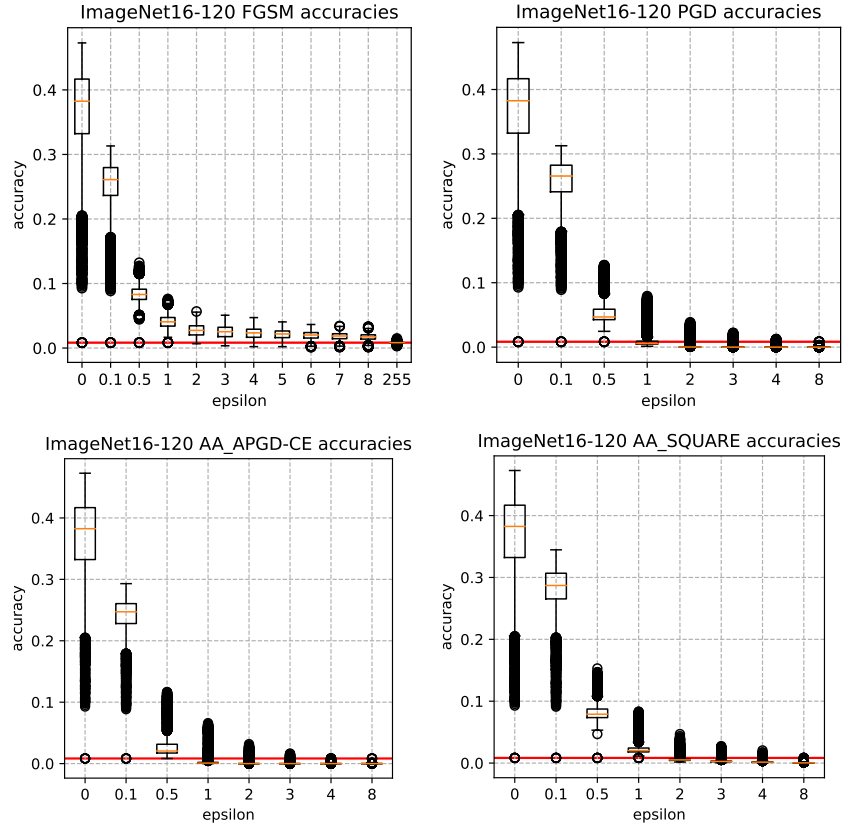 ImageNet16-120 FGSM accuracies
accuracy
0.4
0.3
0.2
0.1
0.0
0 0.1 0.5 1 2 3 4 5 6 7 8 255
epsilon
ImageNet16-120 PGD accuracies
accuracy
0.4
0.3
0.2
0.1
0.0
0 0.1 0.5 1 2 3 4 8
epsilon
ImageNet16-120 AA_APGD-CE accuracies
accuracy
0.4
0.3
0.2
0.1
0.0
0 0.1 0.5 1 2 3 4 8
epsilon
ImageNet16-120 AA_SQUARE accuracies
accuracy
0.4
0.3
0.2
0.1
0.0
0 0.1 0.5 1 2 3 4 8
epsilon